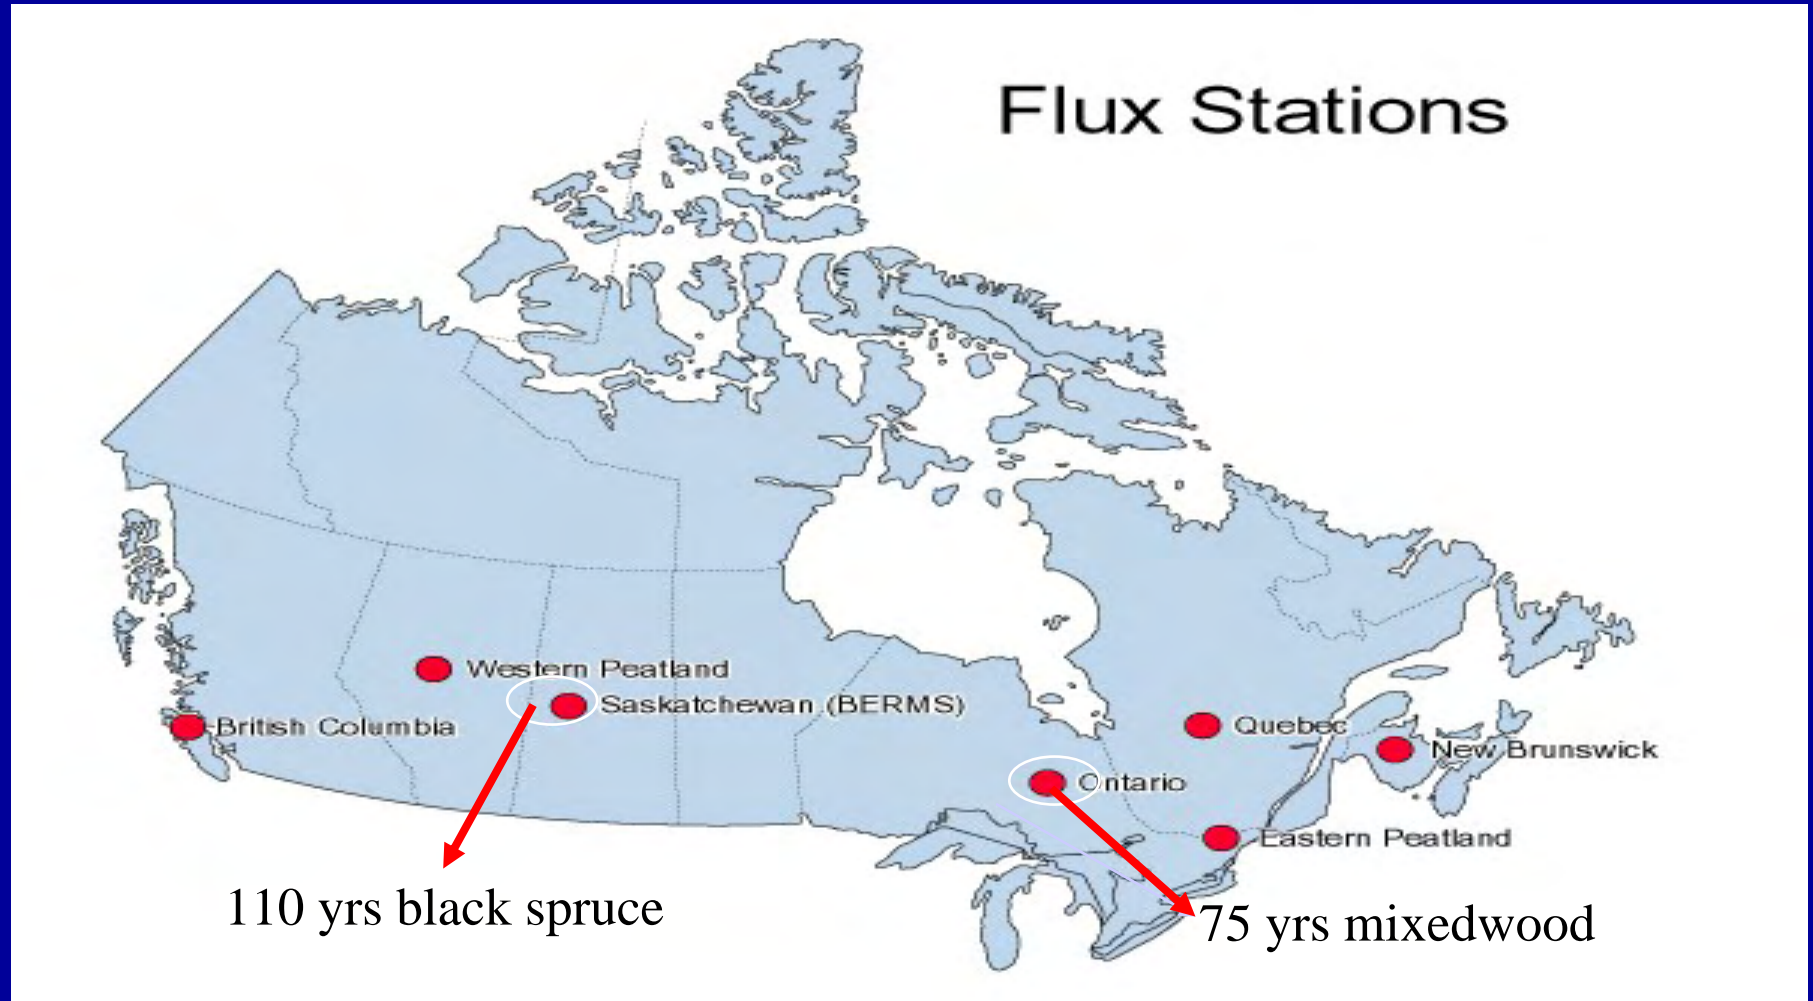 Flux Stations
Western Peatland
Saskatchewan (BERMS)
British Columbia
Quebec
New Brunswick
Ontario
Eastern Peatland
110 yrs black spruce
75 yrs mixedwood